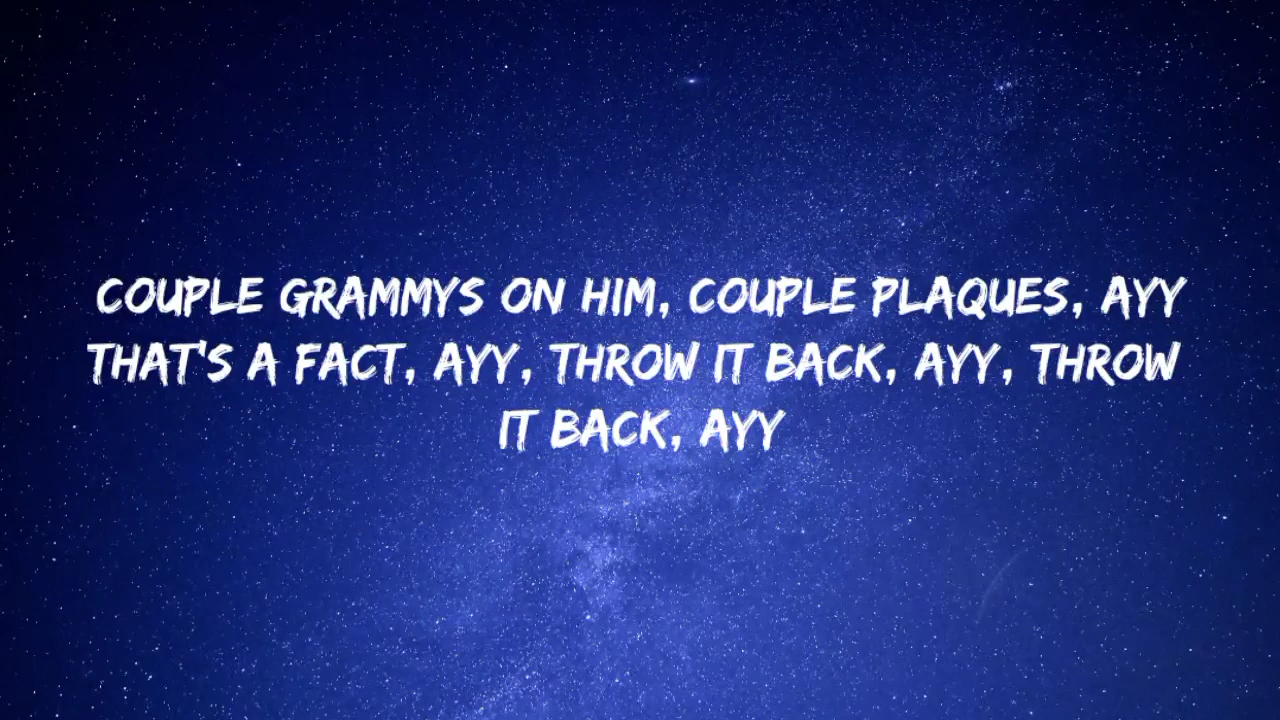 COUPLE GRAMMYS ON HIM, COUPLE PLAQUES, AYY
THAT'S A FACT, AYY, THROW IT BACK, AYY, THROW
IT BACK, AYY